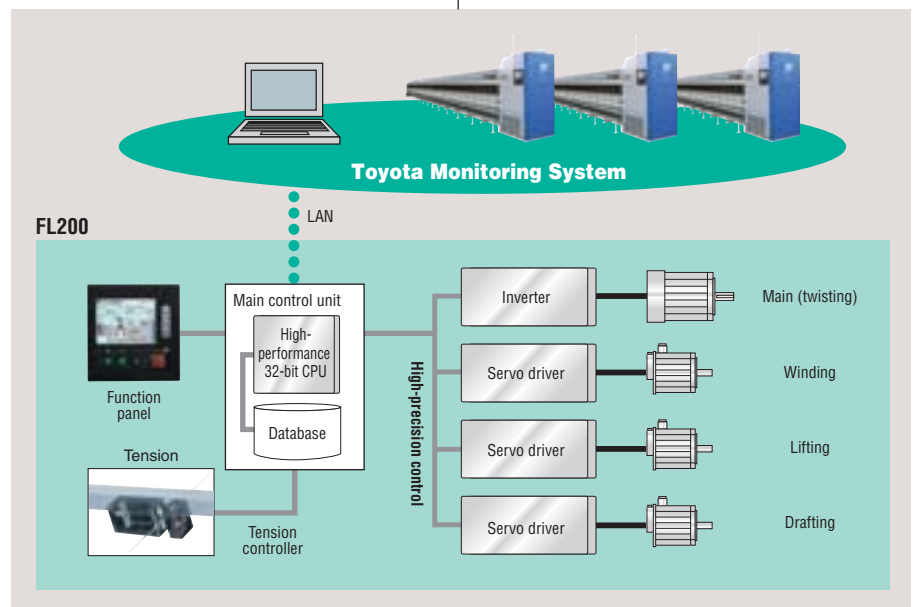 Toyota Monitoring System
LAN
FL200
Main control unit
High-
performance
32-bit CPU
Database
Function
panel
Tension
Tension
controller
High-precision control
Inverter
Main (twisting)
Servo driver
Winding
Servo driver
Lifting
Servo driver
Drafting